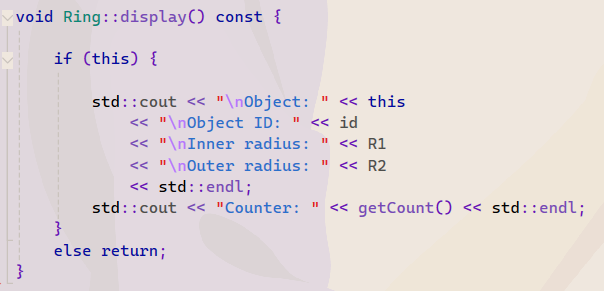 void Ring::display() const {
if (this) {
std::cout << "\nObject: " << this
<< "\nObject ID: " << id
<< "\nInner radius: " << R1
<< "\nOuter radius: " << R2
<< std::endl;
std::cout << "Counter: " << getCount() << std::endl;
}
else return;
}